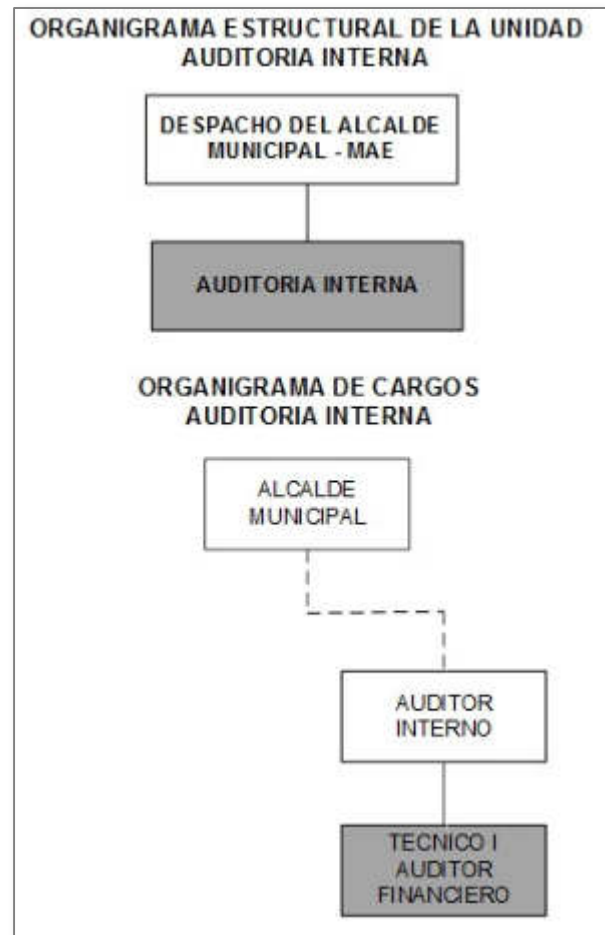 ORGANIGRAMA ESTRUCTURAL DE LA UNIDAD
AUDITORIA INTERNA
DESPACHO DEL ALCALDE
MUNICIPAL - MAE
AUDITORIA INTERNA
ORGANIGRAMA DE CARGOS
AUDITORIA INTERNA
ALCALDE
MUNICIPAL
AUDITOR
INTERNO
TECNICO I
AUDITOR
FINANCIERO